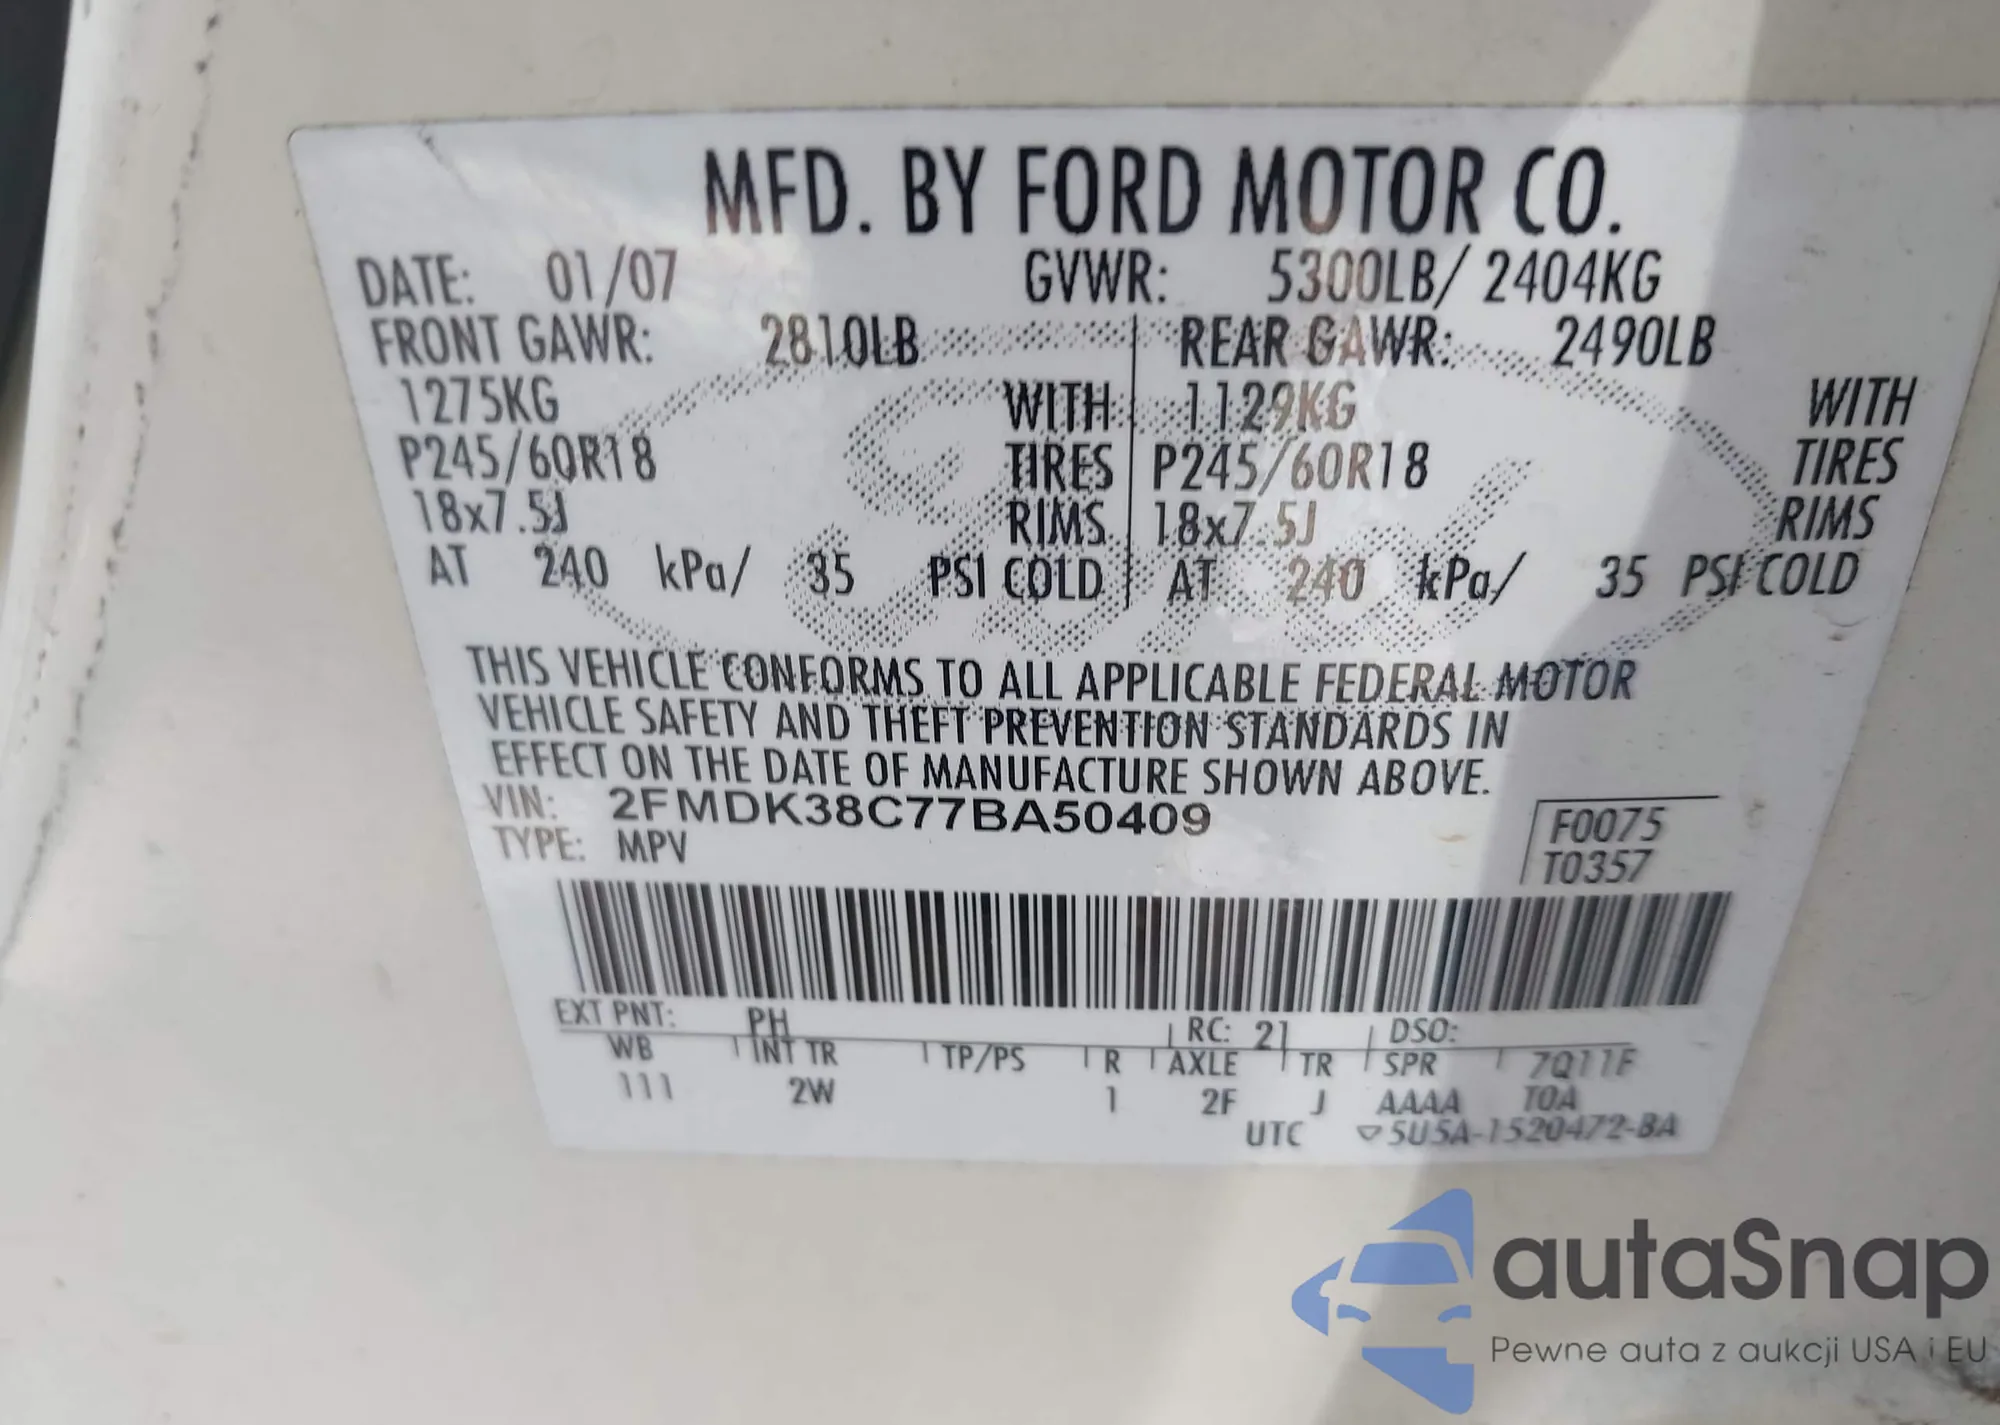 MFD. BY FORD MOTOR CO.
DATE: 01/07 GVWR: 5300LB/ 2404KG
FRONT GAWR: 2810LB REAR GAWR: 2490LB
1275KG WITH 1129KG WITH
P245/60R18 TIRES P245/60R18 TIRES
18x7.5J RIMS 18x7.5J RIMS
AT 240 kPa/ 35 PSI COLD AT 240 kPa/ 35 PSI COLD
THIS VEHICLE CONFORMS TO ALL APPLICABLE FEDERAL MOTOR
VEHICLE SAFETY AND THEFT PREVENTION STANDARDS IN
EFFECT ON THE DATE OF MANUFACTURE SHOWN ABOVE.
VIN: 2FMDK38C77BA50409
TYPE: MPV
F0075
T0357
EXT PNT: PH RC: 21 DSO:
WB INT TR TP/PS R AXLE TR SPR 7Q11F
111 2W 1 2F J AAAA TOA
UTC ▽5U5A-1520472-BA
autaSnap
Pewne auta z aukcji USA i EU